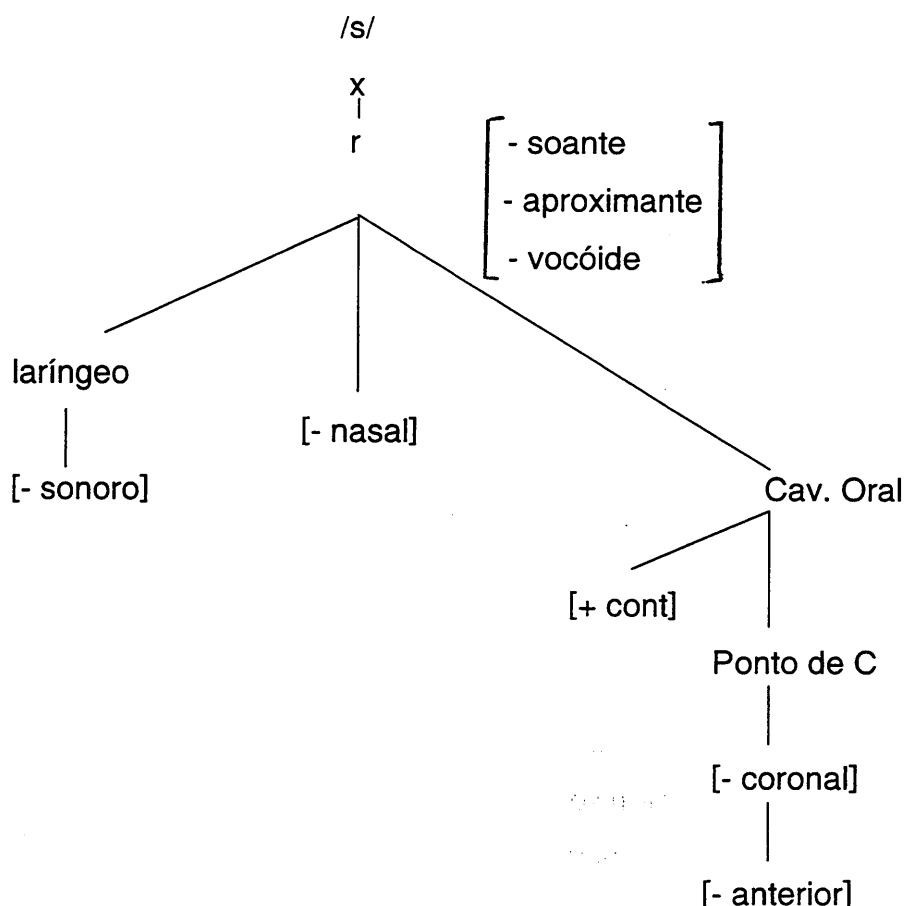 /s/
x
r
[ - soante
- aproximante
- vocóide ]
laríngeo
[- nasal]
[- sonoro]
Cav. Oral
[+ cont]
Ponto de C
[- coronal]
[- anterior]